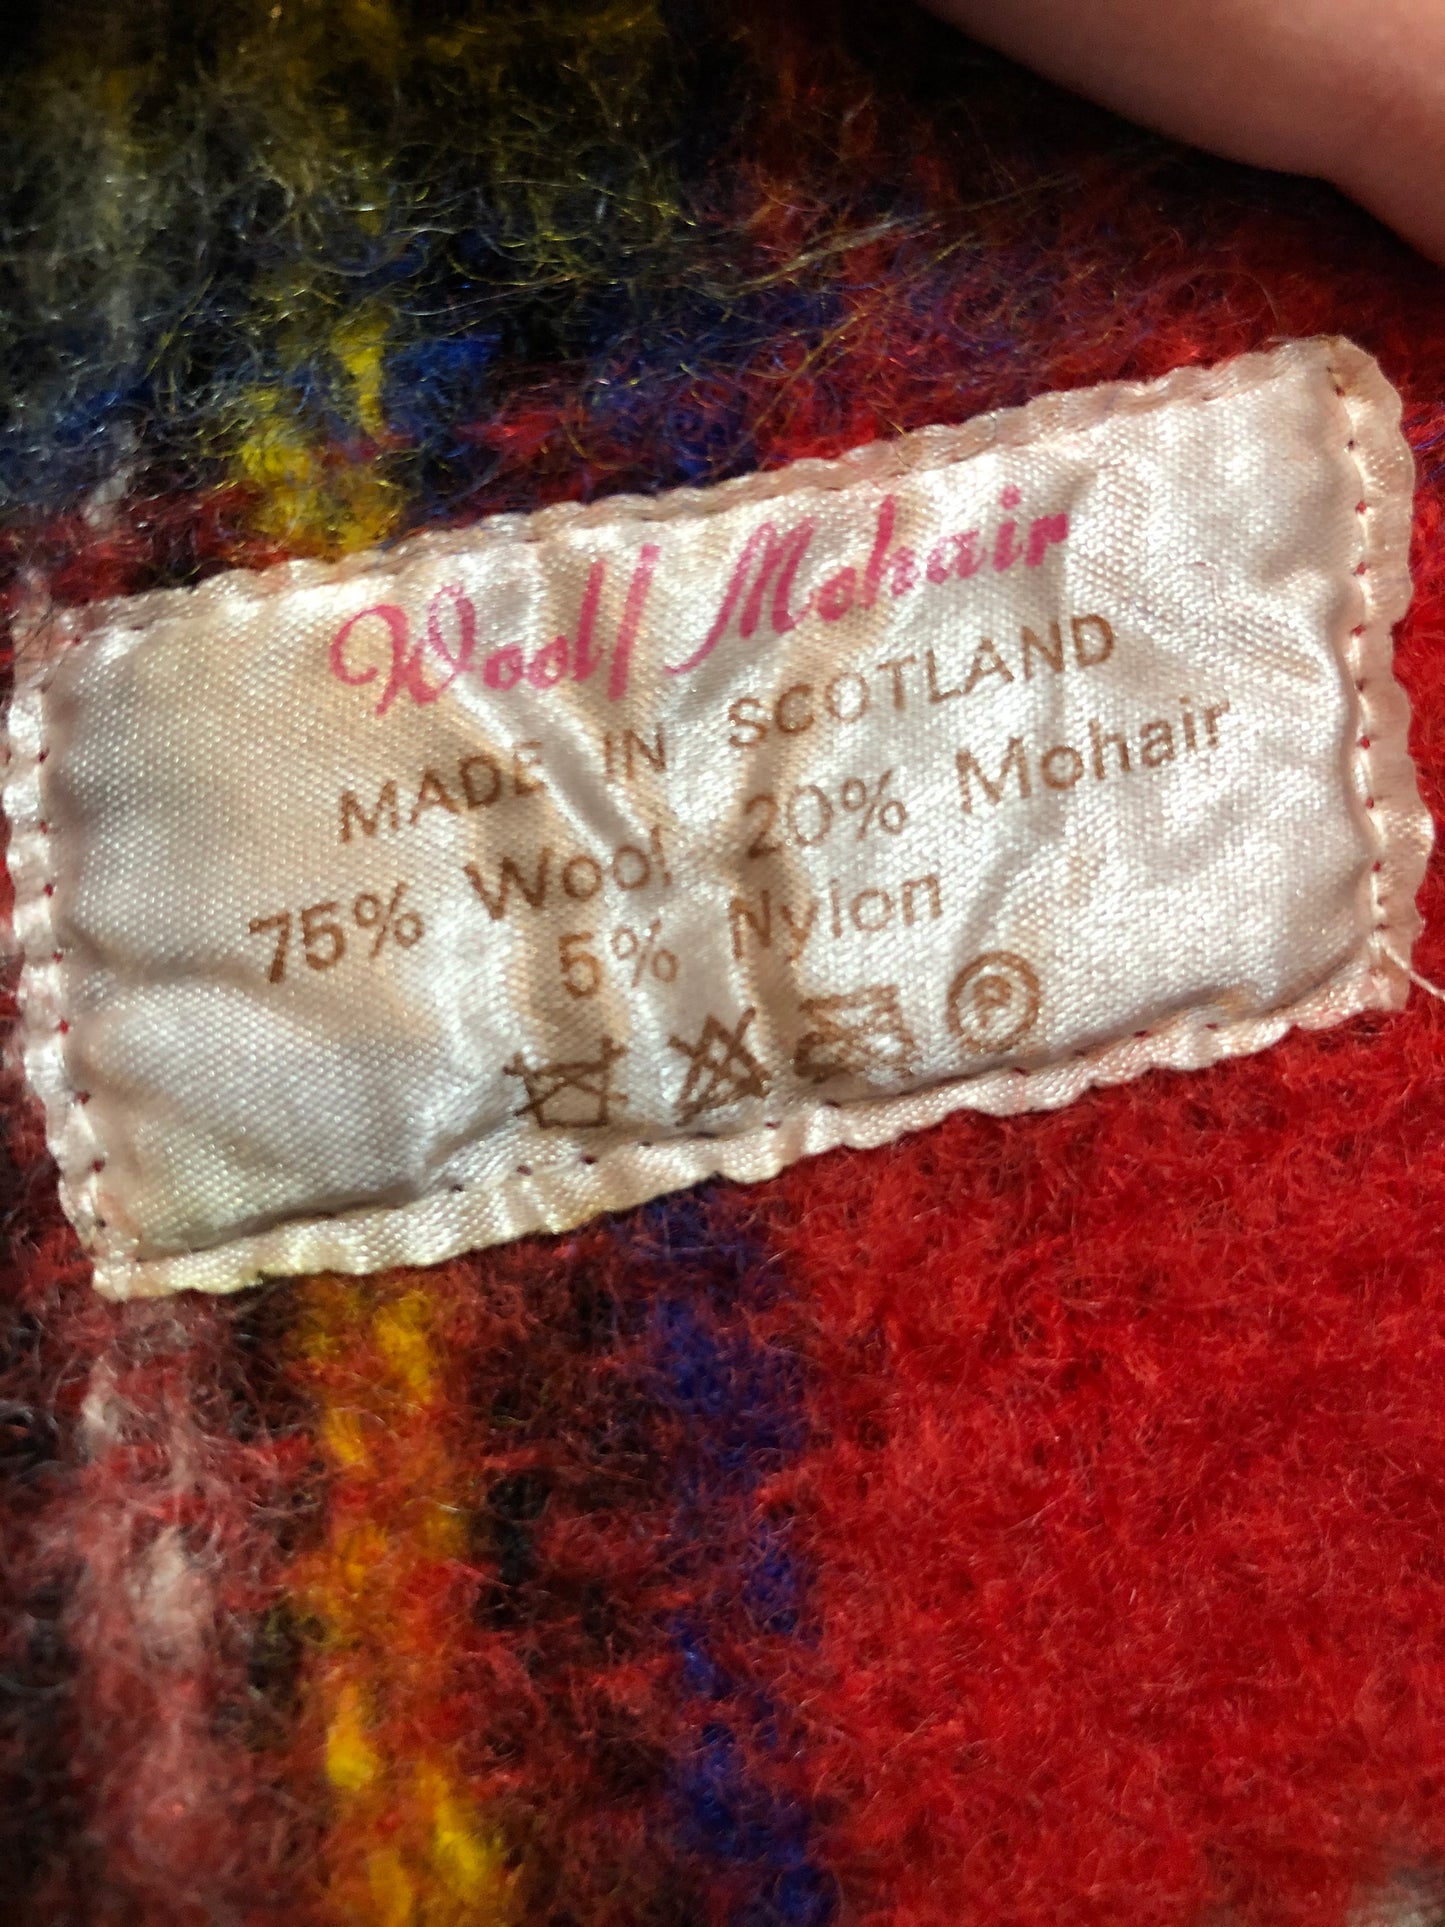 Wool/Mohair
MADE IN SCOTLAND
75% Wool 20% Mohair
5% Nylon
P